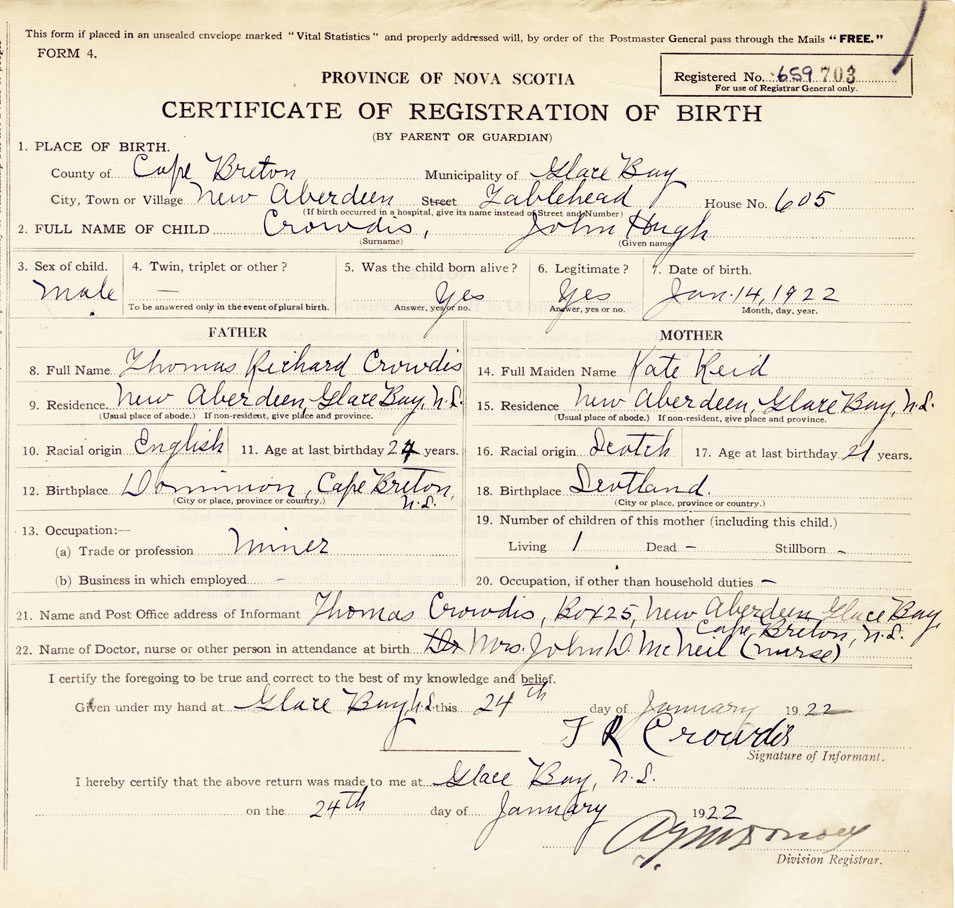 This form if placed in an unsealed envelope marked "Vital Statistics" and properly addressed will, by order of the Postmaster General pass through the Mails "FREE."
FORM 4.
Registered No. 659703
For use of Registrar General only.
PROVINCE OF NOVA SCOTIA
CERTIFICATE OF REGISTRATION OF BIRTH
(BY PARENT OR GUARDIAN)
1. PLACE OF BIRTH.
County of Cape Breton Municipality of Glace Bay
City, Town or Village New Aberdeen Street Tablehead House No. 605
(If birth occurred in a hospital, give its name instead of Street and Number)
2. FULL NAME OF CHILD Crowdis, John Hugh
(Surname) (Given name)
3. Sex of child. 4. Twin, triplet or other? 5. Was the child born alive? 6. Legitimate? 7. Date of birth.
Male — Yes Yes Jan. 14, 1922
To be answered only in the event of plural birth. Answer, yes or no. Answer, yes or no. Month, day, year.
FATHER MOTHER
8. Full Name Thomas Richard Crowdis 14. Full Maiden Name Kate Reid
9. Residence New Aberdeen, Glace Bay, N.S. 15. Residence New Aberdeen, Glace Bay, N.S.
(Usual place of abode.) If non-resident, give place and province. (Usual place of abode.) If non-resident, give place and province.
10. Racial origin English 11. Age at last birthday 24 years. 16. Racial origin Scotch 17. Age at last birthday 21 years.
12. Birthplace Dominion, Cape Breton, N.S. 18. Birthplace Scotland.
(City or place, province or country.) (City or place, province or country.)
13. Occupation:— 19. Number of children of this mother (including this child.)
(a) Trade or profession Miner Living 1 Dead – Stillborn –
(b) Business in which employed - 20. Occupation, if other than household duties –
21. Name and Post Office address of Informant Thomas Crowdis, Box 25, New Aberdeen, Glace Bay, Cape Breton, N.S.
22. Name of Doctor, nurse or other person in attendance at birth Dr Mrs. John D. McNeil (nurse)
I certify the foregoing to be true and correct to the best of my knowledge and belief.
Given under my hand at Glace Bay, N.S. this 24th day of January 1922
T R Crowdis
Signature of Informant.
I hereby certify that the above return was made to me at Glace Bay, N.S.
on the 24th day of January 1922
Division Registrar.